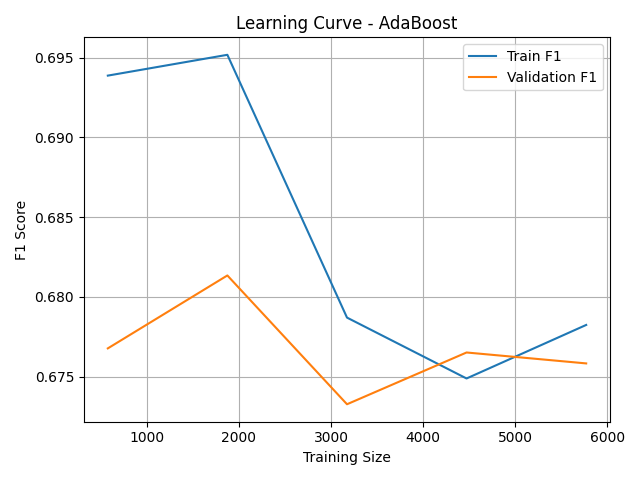 Learning Curve - AdaBoost
Train F1
Validation F1
0.695
0.690
0.685
0.680
0.675
F1 Score
1000 2000 3000 4000 5000 6000
Training Size